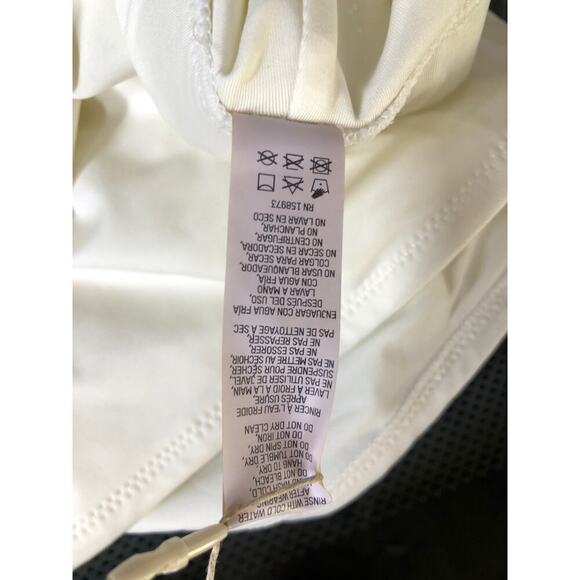 RINSE WITH COLD WATER
AFTER WEARING,
WASH COLD,
DO NOT BLEACH,
HANG TO DRY
DO NOT TUMBLE DRY,
DO NOT SPIN DRY,
DO NOT IRON,
DO NOT DRY CLEAN
RINCER À L'EAU FROIDE
APRÈS USURE,
LAVER À FROID À LA MAIN,
NE PAS UTILISER DE JAVEL,
SUSPENDRE POUR SÉCHER,
NE PAS METTRE AU SÉCHOIR,
NE PAS ESSORER
NE PAS REPASSER,
PAS DE NETTOYAGE À SEC
ENJUAGAR CON AGUA FRÍA
DESPUÉS DEL USO,
LAVAR A MANO
CON AGUA FRÍA,
NO USAR BLANQUEADOR,
COLGAR PARA SECAR,
NO SECAR EN SECADORA,
NO CENTRIFUGAR
NO PLANCHAR,
NO LAVAR EN SECO
RN 158973